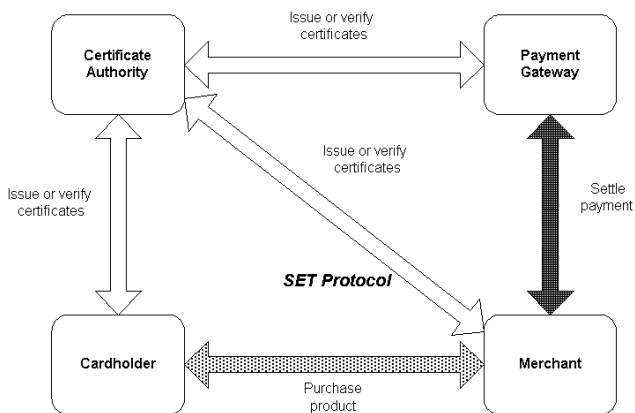 Issue or verify
certificates
Certificate
Authority
Payment
Gateway
Issue or verify
certificates
Issue or verify
certificates
Settle
payment
SET Protocol
Cardholder
Merchant
Purchase
product